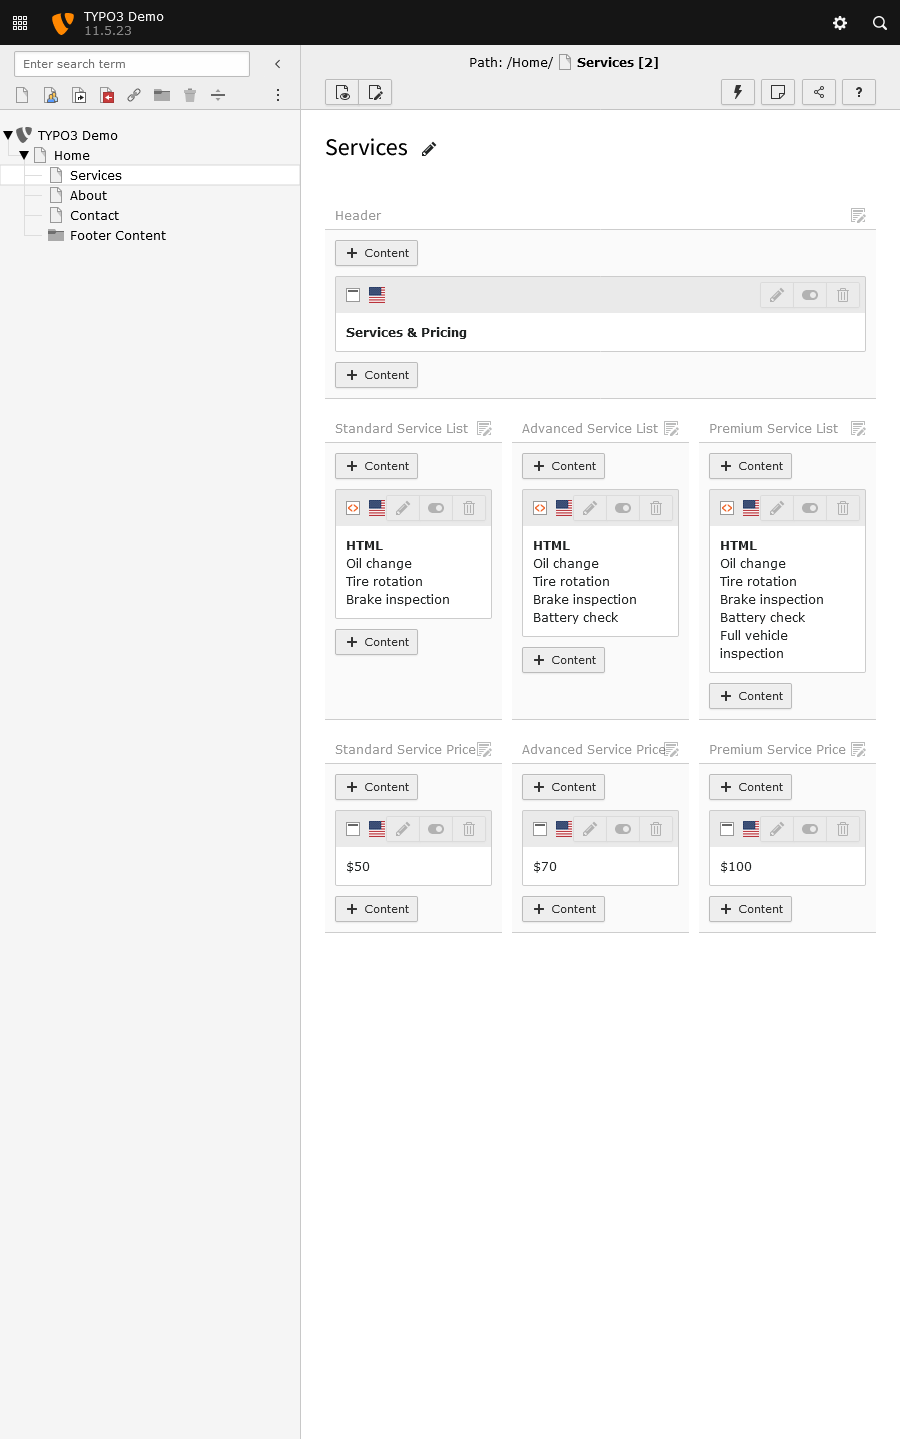 TYPO3 Demo
11.5.23
Enter search term
Path: /Home/ Services [2]
?
TYPO3 Demo
Home
Services
About
Contact
Footer Content
Services
Header
Content
Services & Pricing
Content
Standard Service List
Content
HTML
Oil change
Tire rotation
Brake inspection
Content
Advanced Service List
Content
HTML
Oil change
Tire rotation
Brake inspection
Battery check
Content
Premium Service List
Content
HTML
Oil change
Tire rotation
Brake inspection
Battery check
Full vehicle
inspection
Content
Standard Service Price
Content
$50
Content
Advanced Service Price
Content
$70
Content
Premium Service Price
Content
$100
Content